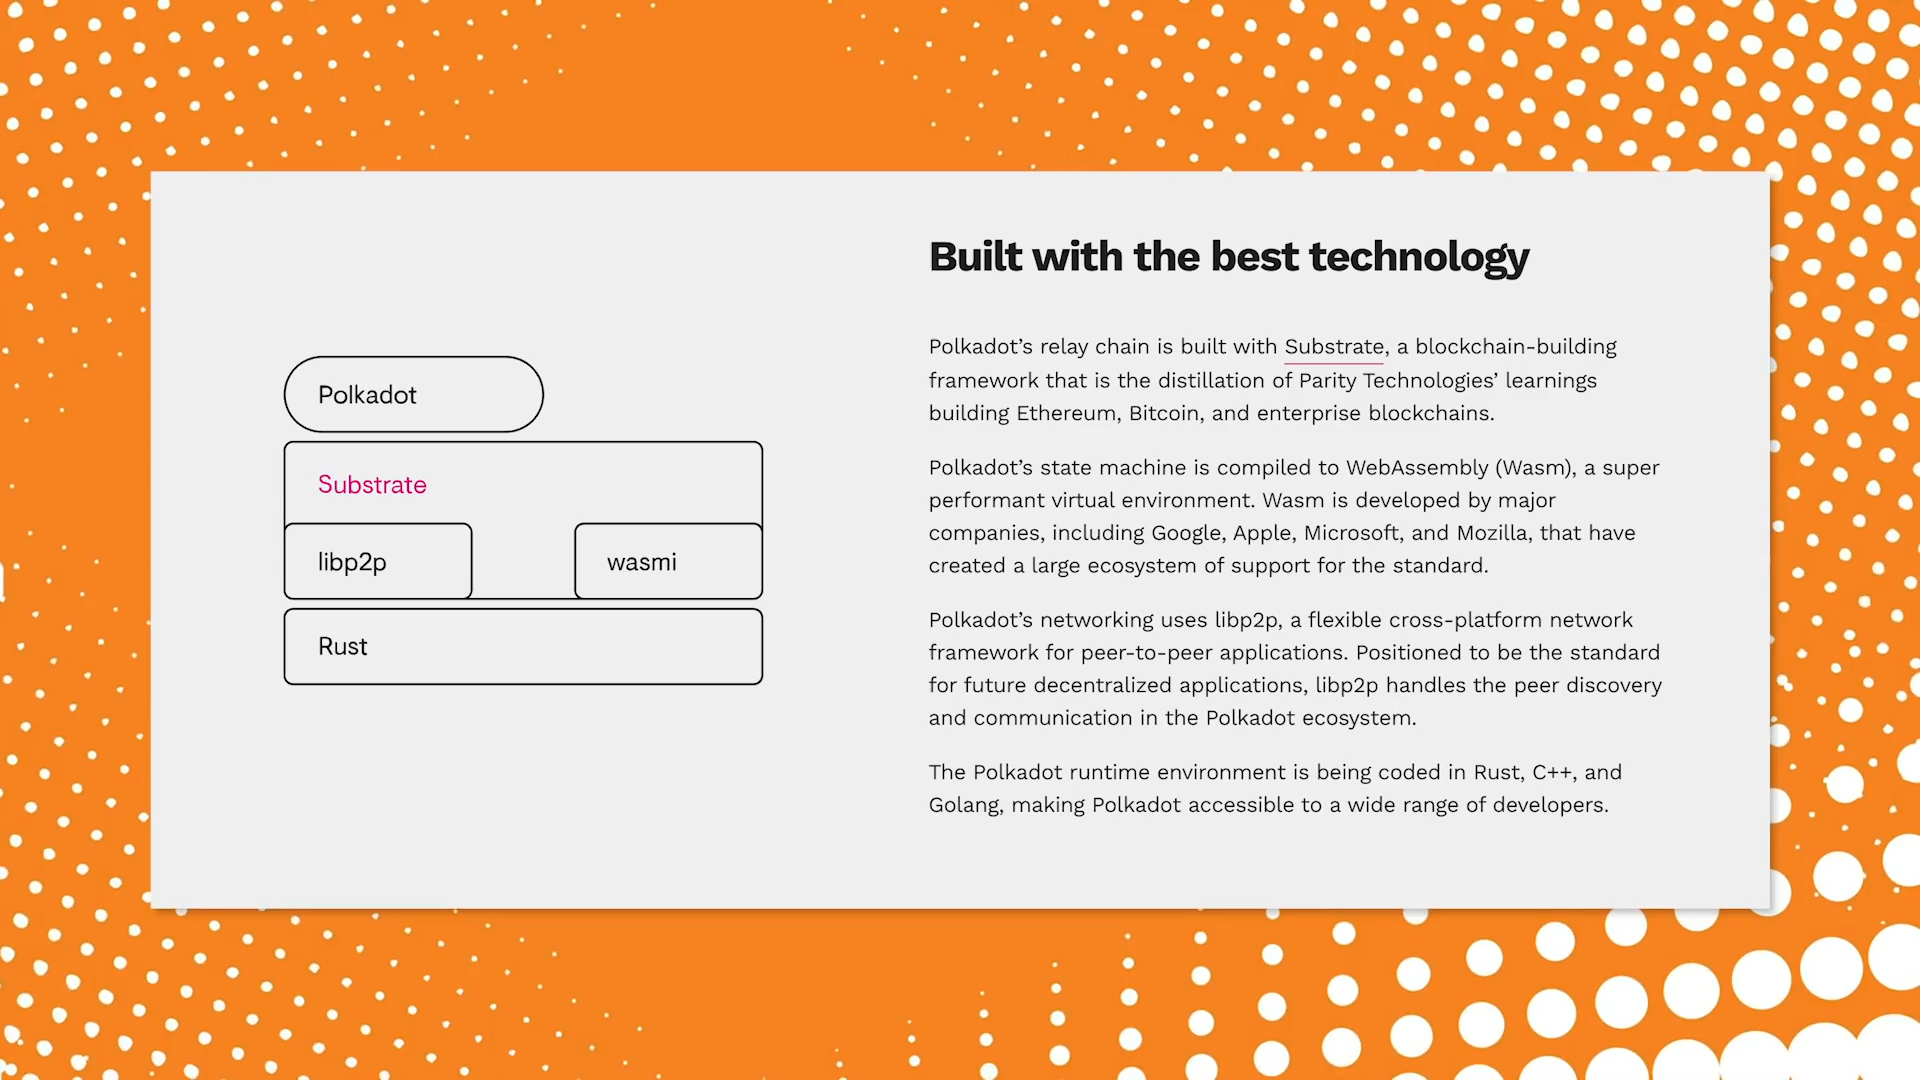 Polkadot
Substrate
libp2p
wasmi
Rust
Built with the best technology
Polkadot’s relay chain is built with Substrate, a blockchain-building
framework that is the distillation of Parity Technologies’ learnings
building Ethereum, Bitcoin, and enterprise blockchains.
Polkadot’s state machine is compiled to WebAssembly (Wasm), a super
performant virtual environment. Wasm is developed by major
companies, including Google, Apple, Microsoft, and Mozilla, that have
created a large ecosystem of support for the standard.
Polkadot’s networking uses libp2p, a flexible cross-platform network
framework for peer-to-peer applications. Positioned to be the standard
for future decentralized applications, libp2p handles the peer discovery
and communication in the Polkadot ecosystem.
The Polkadot runtime environment is being coded in Rust, C++, and
Golang, making Polkadot accessible to a wide range of developers.